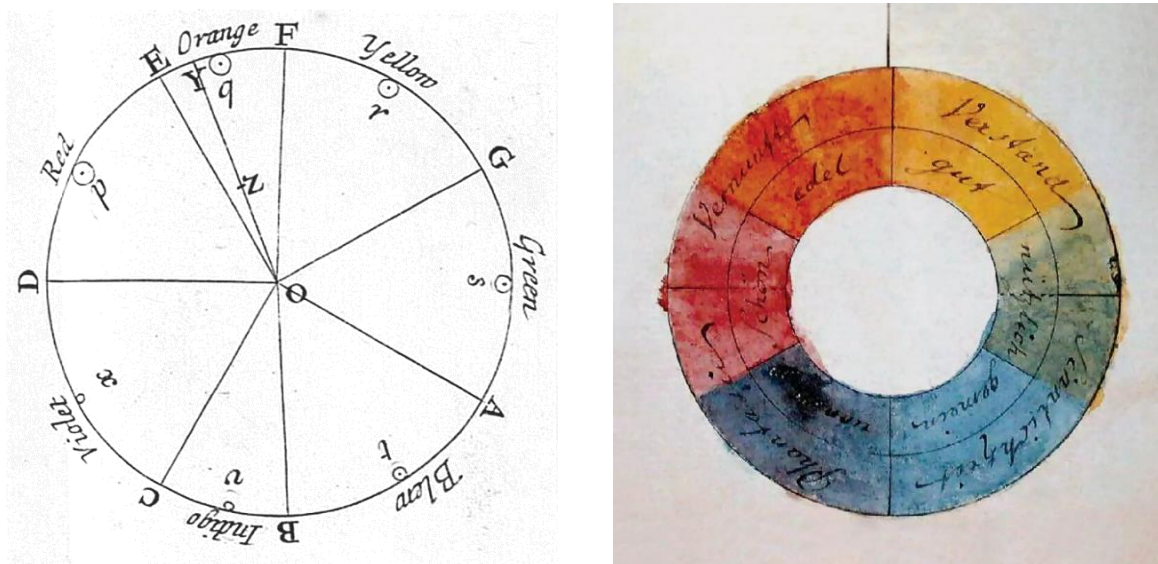 E
Orange
F
Yellow
Y
q
r
Red
G
p
Z
D
O
Green
s
x
A
Violet
t
v
Blew
C
Indigo
B
Vernunft
Verstand
edel
gut
schön
nützlich
gemein
Sinnlichkeit
Phantasie